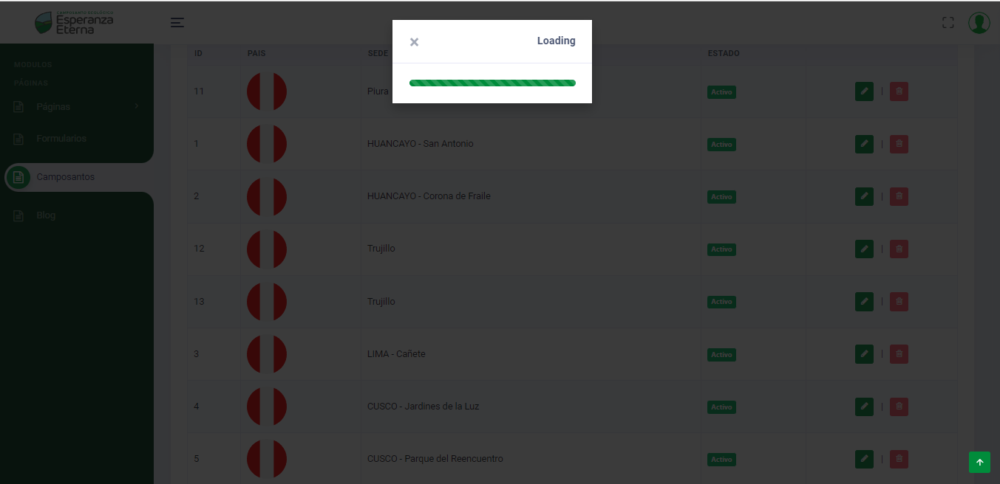 CAMPOSANTO ECOLÓGICO
Esperanza
Eterna
× Loading
ID PAIS SEDE ESTADO
MODULOS
PÁGINAS
Páginas
Formularios
Camposantos
Blog
11 Piura Activo |
1 HUANCAYO - San Antonio Activo |
2 HUANCAYO - Corona de Fraile Activo |
12 Trujillo Activo |
13 Trujillo Activo |
3 LIMA - Cañete Activo |
4 CUSCO - Jardines de la Luz Activo |
5 CUSCO - Parque del Reencuentro Activo |